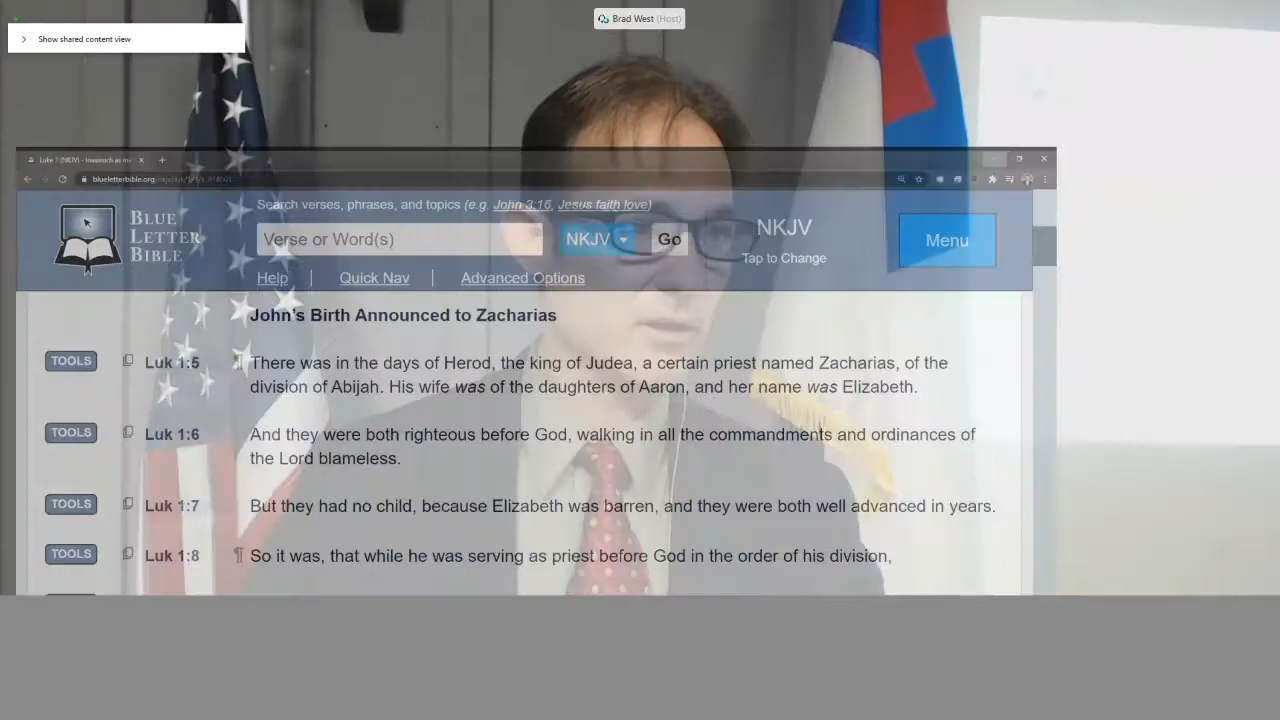 Brad West (Host)
Show shared content view
Luke 1 (NKJV) - Inasmuch as m
blueletterbible.org
Search verses, phrases, and topics (e.g. John 3:16, Jesus faith love)
BLUE
LETTER
BIBLE
Verse or Word(s)
NKJV
Go
NKJV
Tap to Change
Menu
Help | Quick Nav | Advanced Options
John's Birth Announced to Zacharias
TOOLS Luk 1:5 ¶ There was in the days of Herod, the king of Judea, a certain priest named Zacharias, of the
division of Abijah. His wife was of the daughters of Aaron, and her name was Elizabeth.
TOOLS Luk 1:6 And they were both righteous before God, walking in all the commandments and ordinances of
the Lord blameless.
TOOLS Luk 1:7 But they had no child, because Elizabeth was barren, and they were both well advanced in years.
TOOLS Luk 1:8 ¶ So it was, that while he was serving as priest before God in the order of his division,